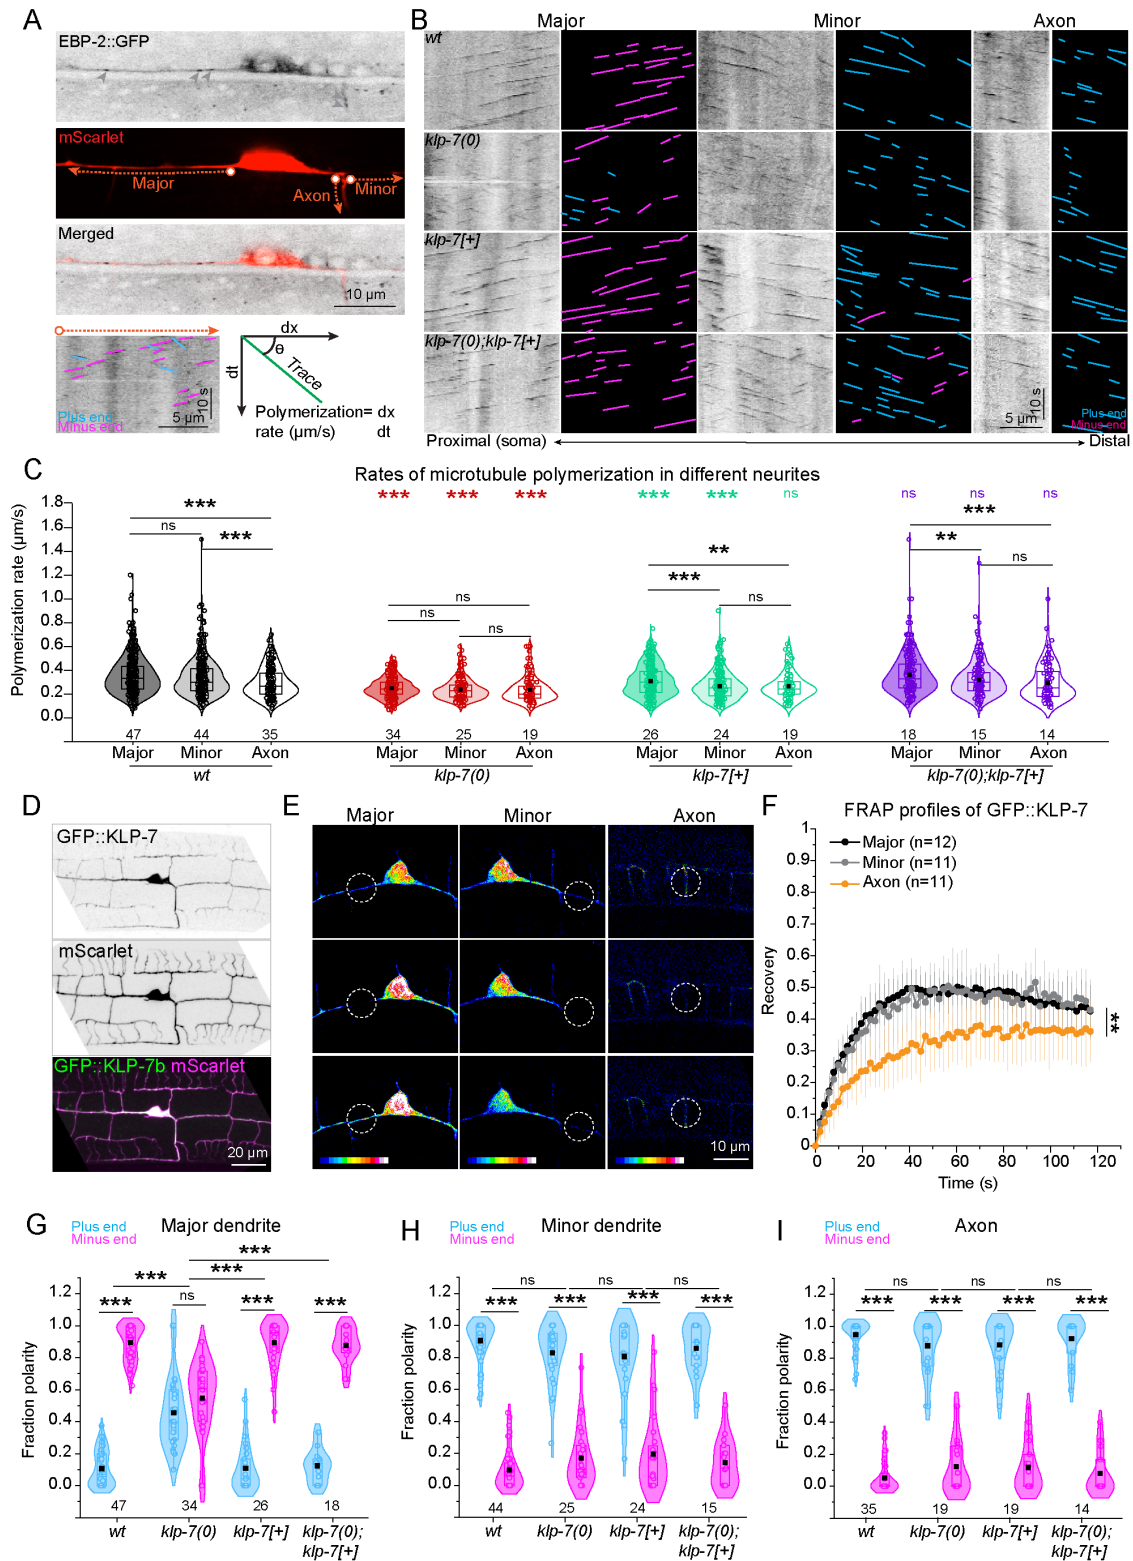 A
EBP-2::GFP
mScarlet
Major
Axon
Minor
Merged
10 µm
dx
θ
dt
Trace
Plus end
Minus end
5 µm
10 s
Polymerization= dx
rate (µm/s) dt
B
Major Minor Axon
wt
klp-7(0)
klp-7[+]
klp-7(0);klp-7[+]
Plus end
Minus end
5 µm
10 s
Proximal (soma) Distal
C
Rates of microtubule polymerization in different neurites
Polymerization rate (µm/s)
1.8
1.6
1.4
1.2
1.0
0.8
0.6
0.4
0.2
0.0
***
ns
***
*** *** ***
ns
ns
ns
*** *** ns
**
***
ns
ns ns ns
***
**
ns
47 44 35 34 25 19 26 24 19 18 15 14
Major Minor Axon Major Minor Axon Major Minor Axon Major Minor Axon
wt klp-7(0) klp-7[+] klp-7(0);klp-7[+]
D
GFP::KLP-7
mScarlet
GFP::KLP-7b mScarlet
20 µm
E
Major Minor Axon
10 µm
F
FRAP profiles of GFP::KLP-7
Major (n=12)
Minor (n=11)
Axon (n=11)
Recovery
1
0.9
0.8
0.7
0.6
0.5
0.4
0.3
0.2
0.1
0
**
0 20 40 60 80 100 120
Time (s)
G
Plus end
Minus end
Major dendrite
Fraction polarity
1.2
1.0
0.8
0.6
0.4
0.2
0.0
***
***
***
*** ns *** ***
47 34 26 18
wt klp-7(0) klp-7[+] klp-7(0);
klp-7[+]
H
Plus end
Minus end
Minor dendrite
Fraction polarity
1.2
1.0
0.8
0.6
0.4
0.2
0.0
ns ns ns
*** *** *** ***
44 25 24 15
wt klp-7(0) klp-7[+] klp-7(0);
klp-7[+]
I
Plus end
Minus end
Axon
Fraction polarity
1.2
1.0
0.8
0.6
0.4
0.2
0.0
ns ns ns
*** *** *** ***
35 19 19 14
wt klp-7(0) klp-7[+] klp-7(0);
klp-7[+]